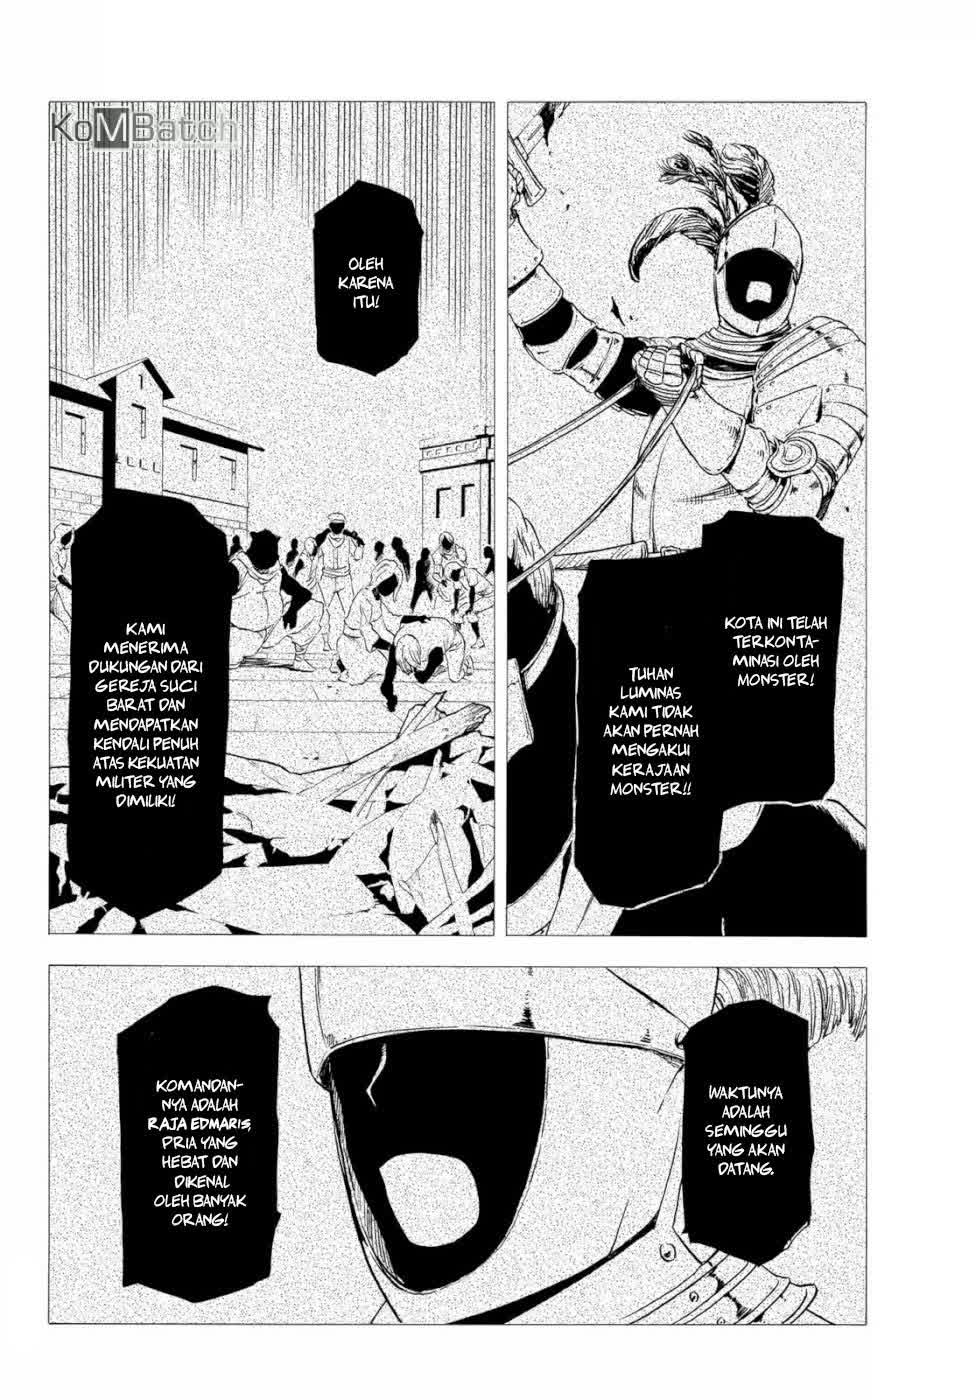 KoMBatch
KOTA INI TELAH
TERKONTA-
MINASI OLEH
MONSTER!
TUHAN
LUMINAS
KAMI TIDAK
AKAN PERNAH
MENGAKUI
KERAJAAN
MONSTER!!
OLEH
KARENA
ITU!
KAMI
MENERIMA
DUKUNGAN DARI
GEREJA SUCI
BARAT DAN
MENDAPATKAN
KENDALI PENUH
ATAS KEKUATAN
MILITER YANG
DIMILIKI!
WAKTUNYA
ADALAH
SEMINGGU
YANG AKAN
DATANG.
KOMANDAN-
NYA ADALAH
RAJA EDMARIS,
PRIA YANG
HEBAT DAN
DIKENAL
OLEH BANYAK
ORANG!